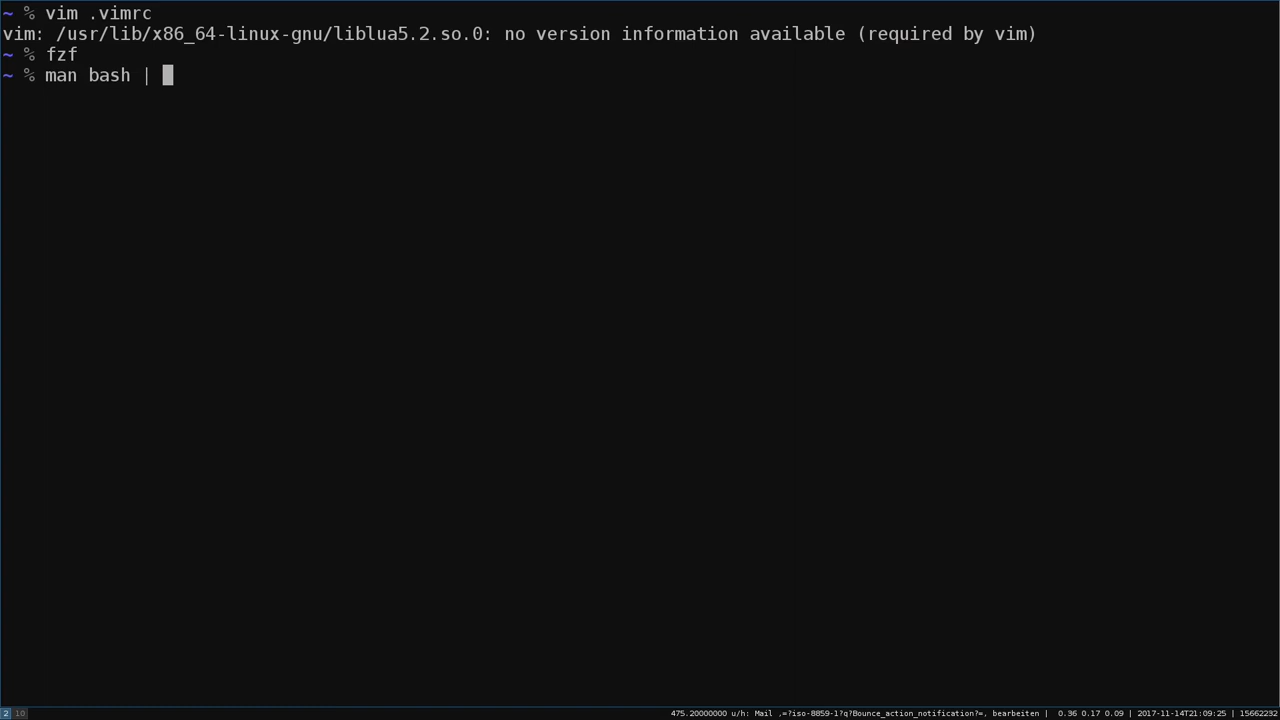 ~ % vim .vimrc
vim: /usr/lib/x86_64-linux-gnu/liblua5.2.so.0: no version information available (required by vim)
~ % fzf
~ % man bash |
2 10 475.20000000 u/h: Mail ,=?iso-8859-1?q?Bounce_action_notification?=, bearbeiten | 0.36 0.17 0.09 | 2017-11-14T21:09:25 | 15662232